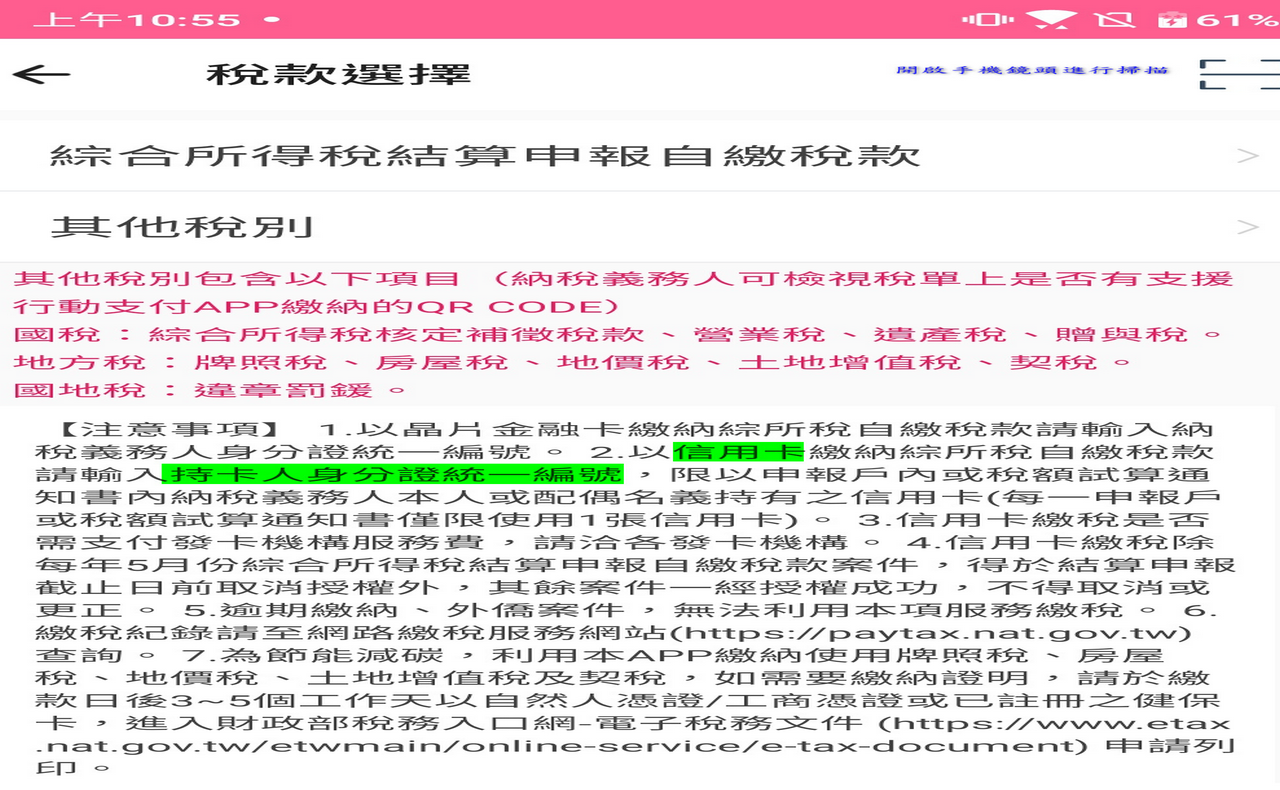 上午10:55 •
61%
稅款選擇
開啟手機鏡頭進行掃描
綜合所得稅結算申報自繳稅款 >
其他稅別 >
其他稅別包含以下項目（納稅義務人可檢視稅單上是否有支援
行動支付APP繳納的QR CODE）
國稅：綜合所得稅核定補徵稅款、營業稅、遺產稅、贈與稅。
地方稅：牌照稅、房屋稅、地價稅、土地增值稅、契稅。
國地稅：違章罰鍰。
【注意事項】 1.以晶片金融卡繳納綜所稅自繳稅款請輸入納
稅義務人身分證統一編號。 2.以信用卡繳納綜所稅自繳稅款
請輸入持卡人身分證統一編號，限以申報戶內或稅額試算通
知書內納稅義務人本人或配偶名義持有之信用卡(每一申報戶
或稅額試算通知書僅限使用1張信用卡)。 3.信用卡繳稅是否
需支付發卡機構服務費，請洽各發卡機構。 4.信用卡繳稅除
每年5月份綜合所得稅結算申報自繳稅款案件，得於結算申報
截止日前取消授權外，其餘案件一經授權成功，不得取消或
更正。 5.逾期繳納、外僑案件，無法利用本項服務繳稅。 6.
繳稅紀錄請至網路繳稅服務網站(https://paytax.nat.gov.tw)
查詢。 7.為節能減碳，利用本APP繳納使用牌照稅、房屋
稅、地價稅、土地增值稅及契稅，如需要繳納證明，請於繳
款日後3~5個工作天以自然人憑證/工商憑證或已註冊之健保
卡，進入財政部稅務入口網-電子稅務文件 (https://www.etax
.nat.gov.tw/etwmain/online-service/e-tax-document) 申請列
印。